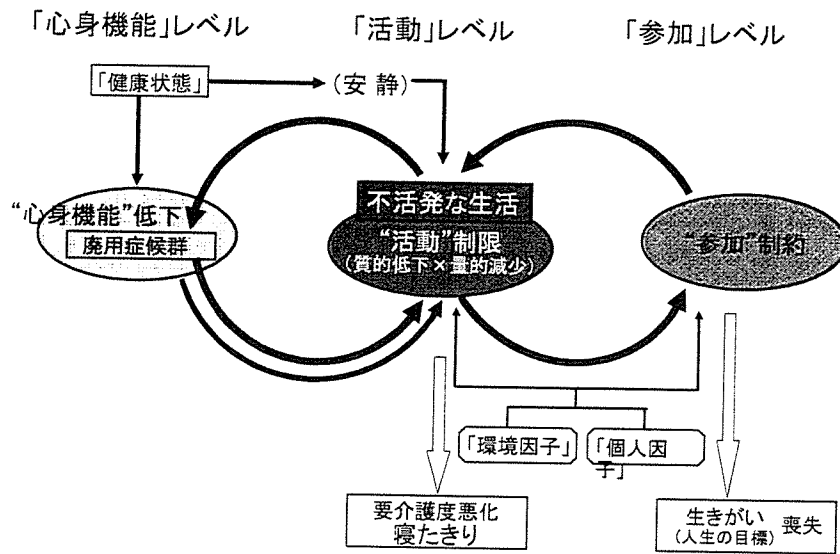 「心身機能」レベル
「活動」レベル
「参加」レベル
「健康状態」
(安 静)
不活発な生活
“心身機能”低下
廃用症候群
“活動”制限
(質的低下×量的減少)
“参加”制約
「環境因子」
「個人因
子」
要介護度悪化
寝たきり
生きがい 喪失
(人生の目標)